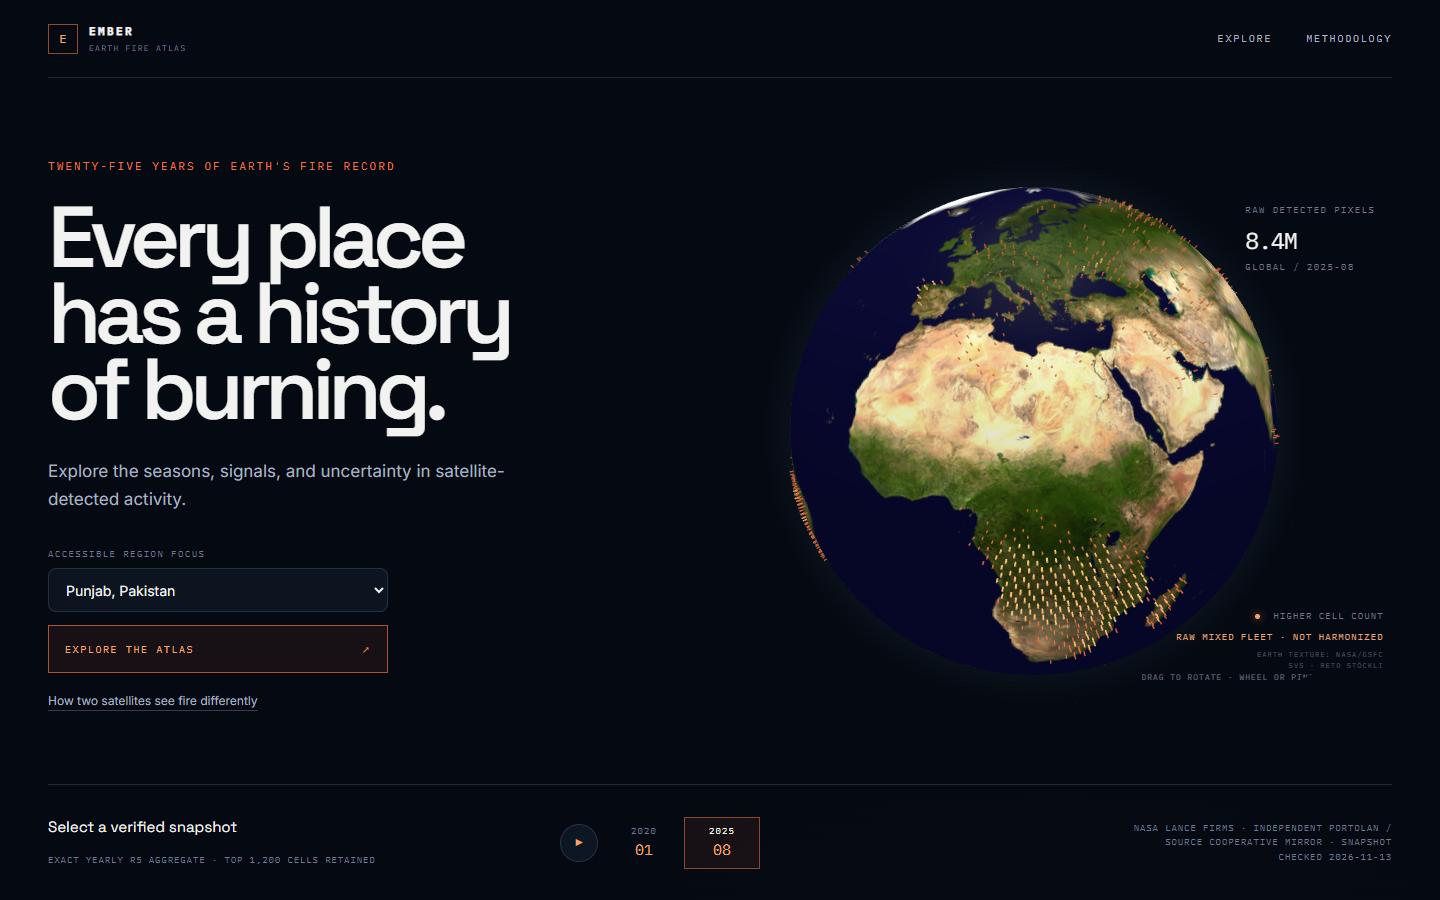 E
EMBER
EARTH FIRE ATLAS
EXPLORE
METHODOLOGY
TWENTY-FIVE YEARS OF EARTH'S FIRE RECORD
Every place
has a history
of burning.
Explore the seasons, signals, and uncertainty in satellite-
detected activity.
ACCESSIBLE REGION FOCUS
Punjab, Pakistan
EXPLORE THE ATLAS ↗
How two satellites see fire differently
RAW DETECTED PIXELS
8.4M
GLOBAL / 2025-08
HIGHER CELL COUNT
RAW MIXED FLEET · NOT HARMONIZED
EARTH TEXTURE: NASA/GSFC
SVS · RETO STÖCKLI
DRAG TO ROTATE · WHEEL OR
Select a verified snapshot
EXACT YEARLY R5 AGGREGATE · TOP 1,200 CELLS RETAINED
2020
01
2025
08
NASA LANCE FIRMS · INDEPENDENT PORTOLAN /
SOURCE COOPERATIVE MIRROR · SNAPSHOT
CHECKED 2026-11-13